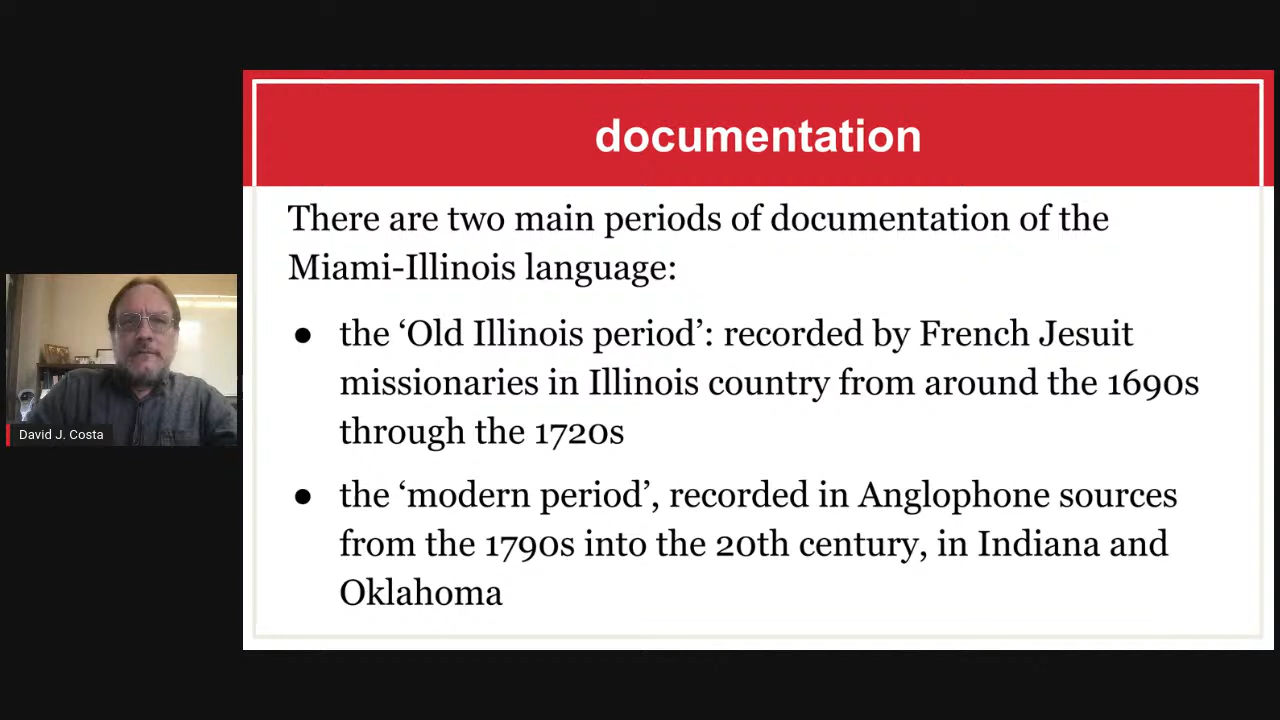 documentation
There are two main periods of documentation of the
Miami-Illinois language:
● the ‘Old Illinois period’: recorded by French Jesuit
missionaries in Illinois country from around the 1690s
through the 1720s
● the ‘modern period’, recorded in Anglophone sources
from the 1790s into the 20th century, in Indiana and
Oklahoma
David J. Costa